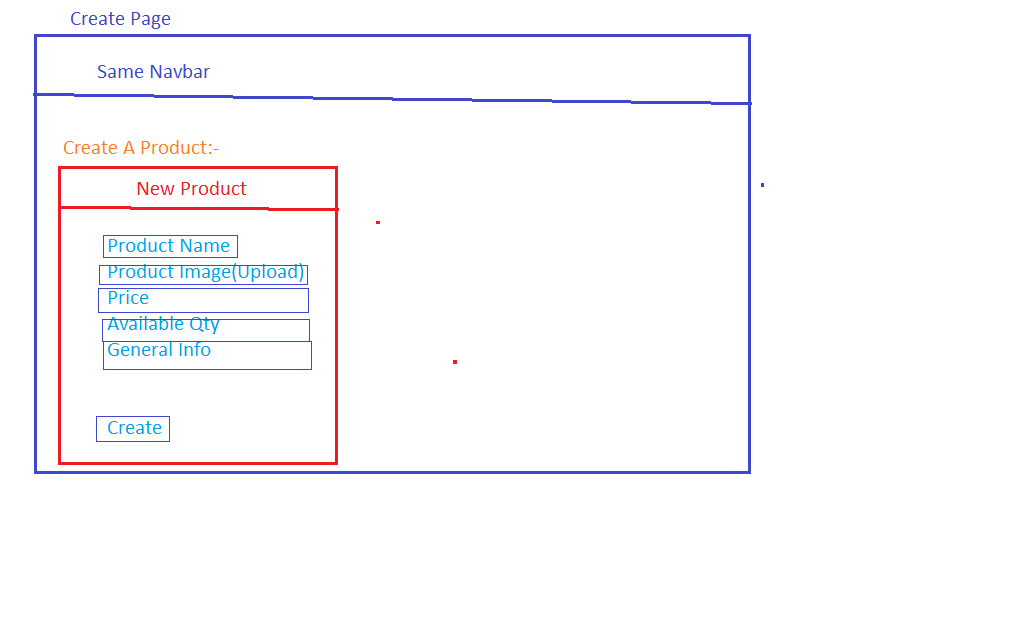 Create Page
Same Navbar
Create A Product:-
New Product
Product Name
Product Image(Upload)
Price
Available Qty
General Info
Create